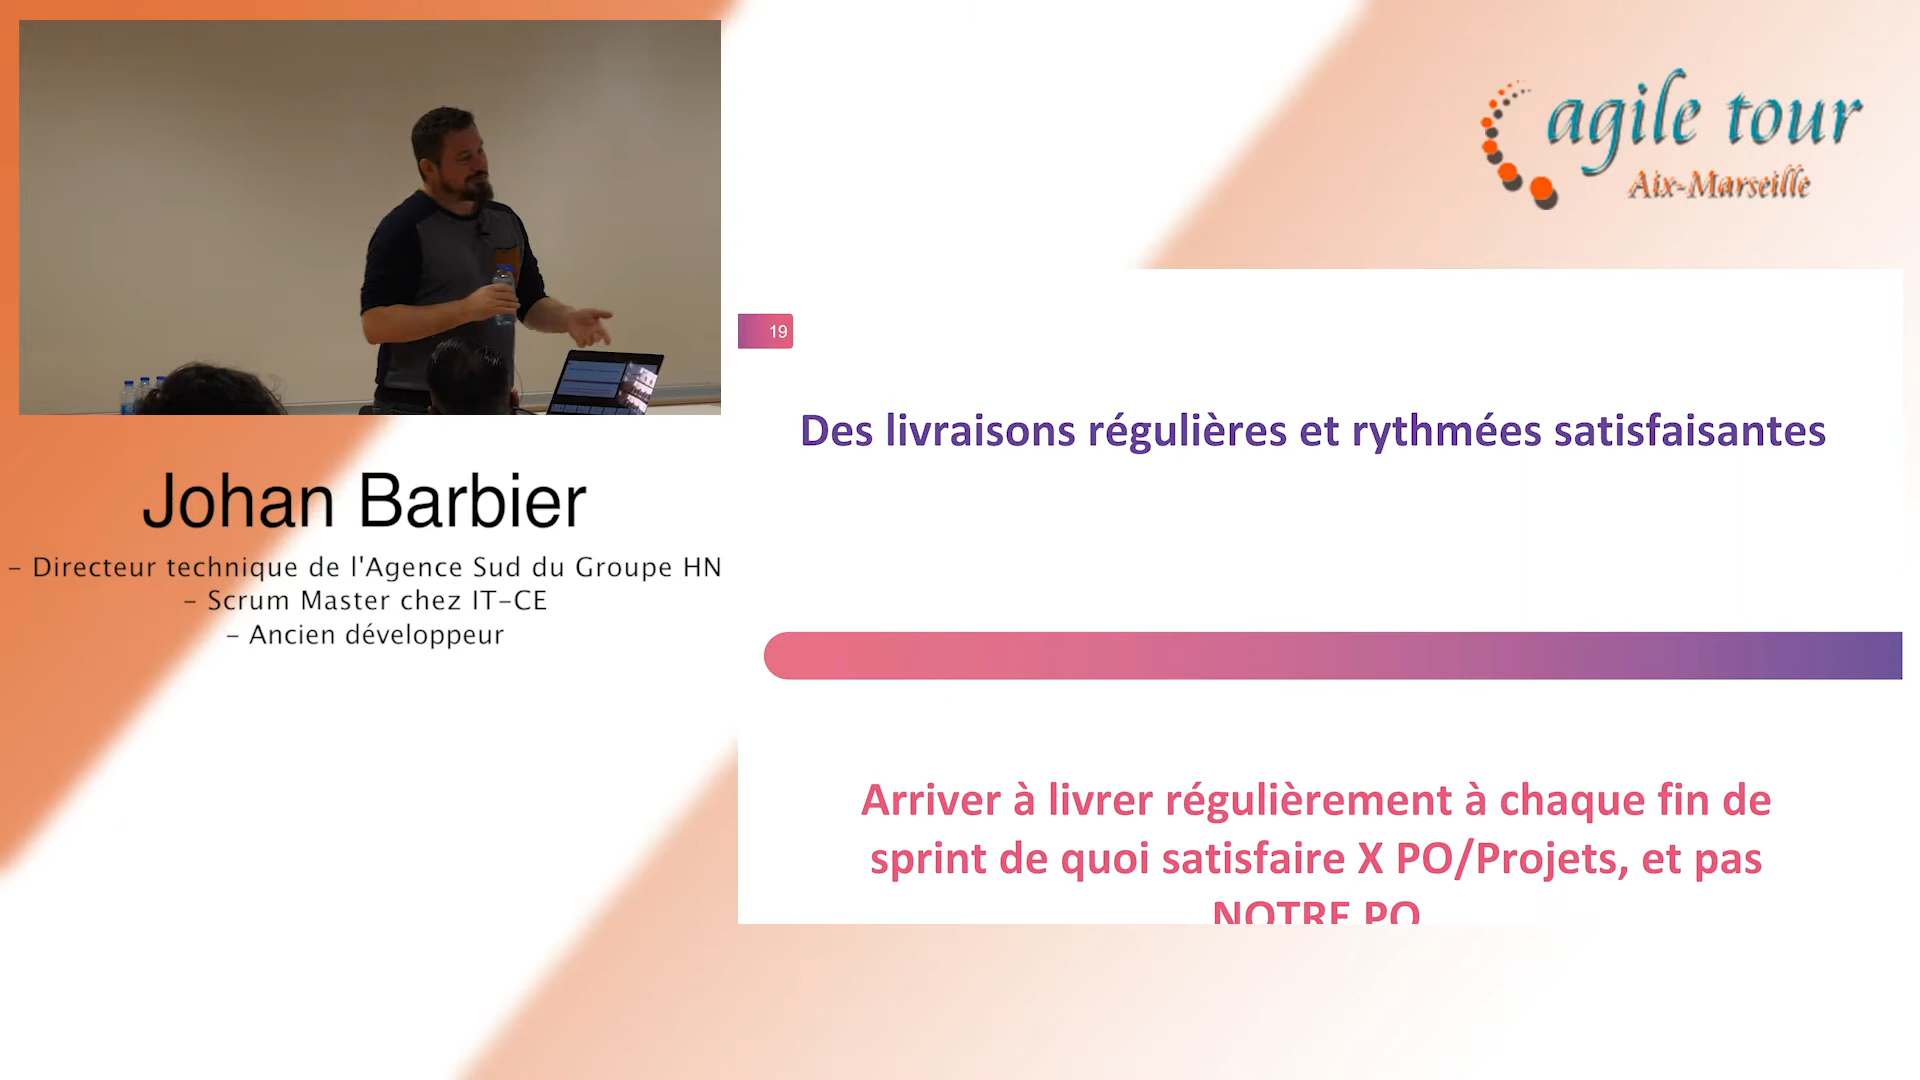 agile tour
Aix-Marseille
19
Des livraisons régulières et rythmées satisfaisantes
Johan Barbier
- Directeur technique de l'Agence Sud du Groupe HN
- Scrum Master chez IT-CE
- Ancien développeur
Arriver à livrer régulièrement à chaque fin de
sprint de quoi satisfaire X PO/Projets, et pas
NOTRE PO